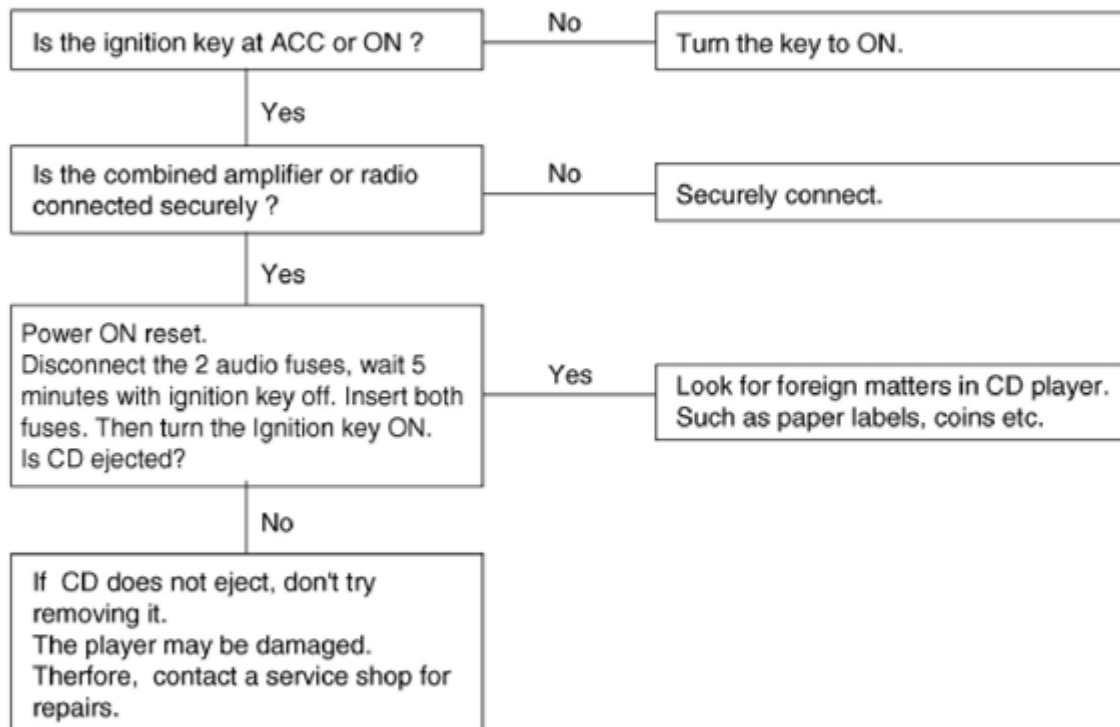 Is the ignition key at ACC or ON ?
No
Turn the key to ON.
Yes
Is the combined amplifier or radio
connected securely ?
No
Securely connect.
Yes
Power ON reset.
Disconnect the 2 audio fuses, wait 5
minutes with ignition key off. Insert both
fuses. Then turn the Ignition key ON.
Is CD ejected?
Yes
Look for foreign matters in CD player.
Such as paper labels, coins etc.
No
If CD does not eject, don't try
removing it.
The player may be damaged.
Therfore, contact a service shop for
repairs.